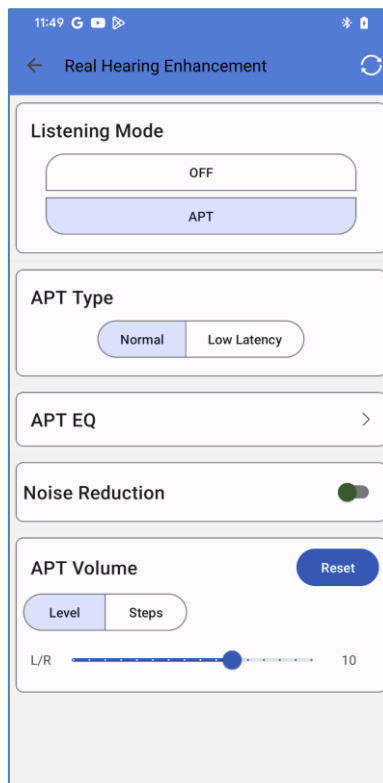 11:49 G
Real Hearing Enhancement
Listening Mode
OFF
APT
APT Type
Normal Low Latency
APT EQ
Noise Reduction
APT Volume Reset
Level Steps
L/R 10